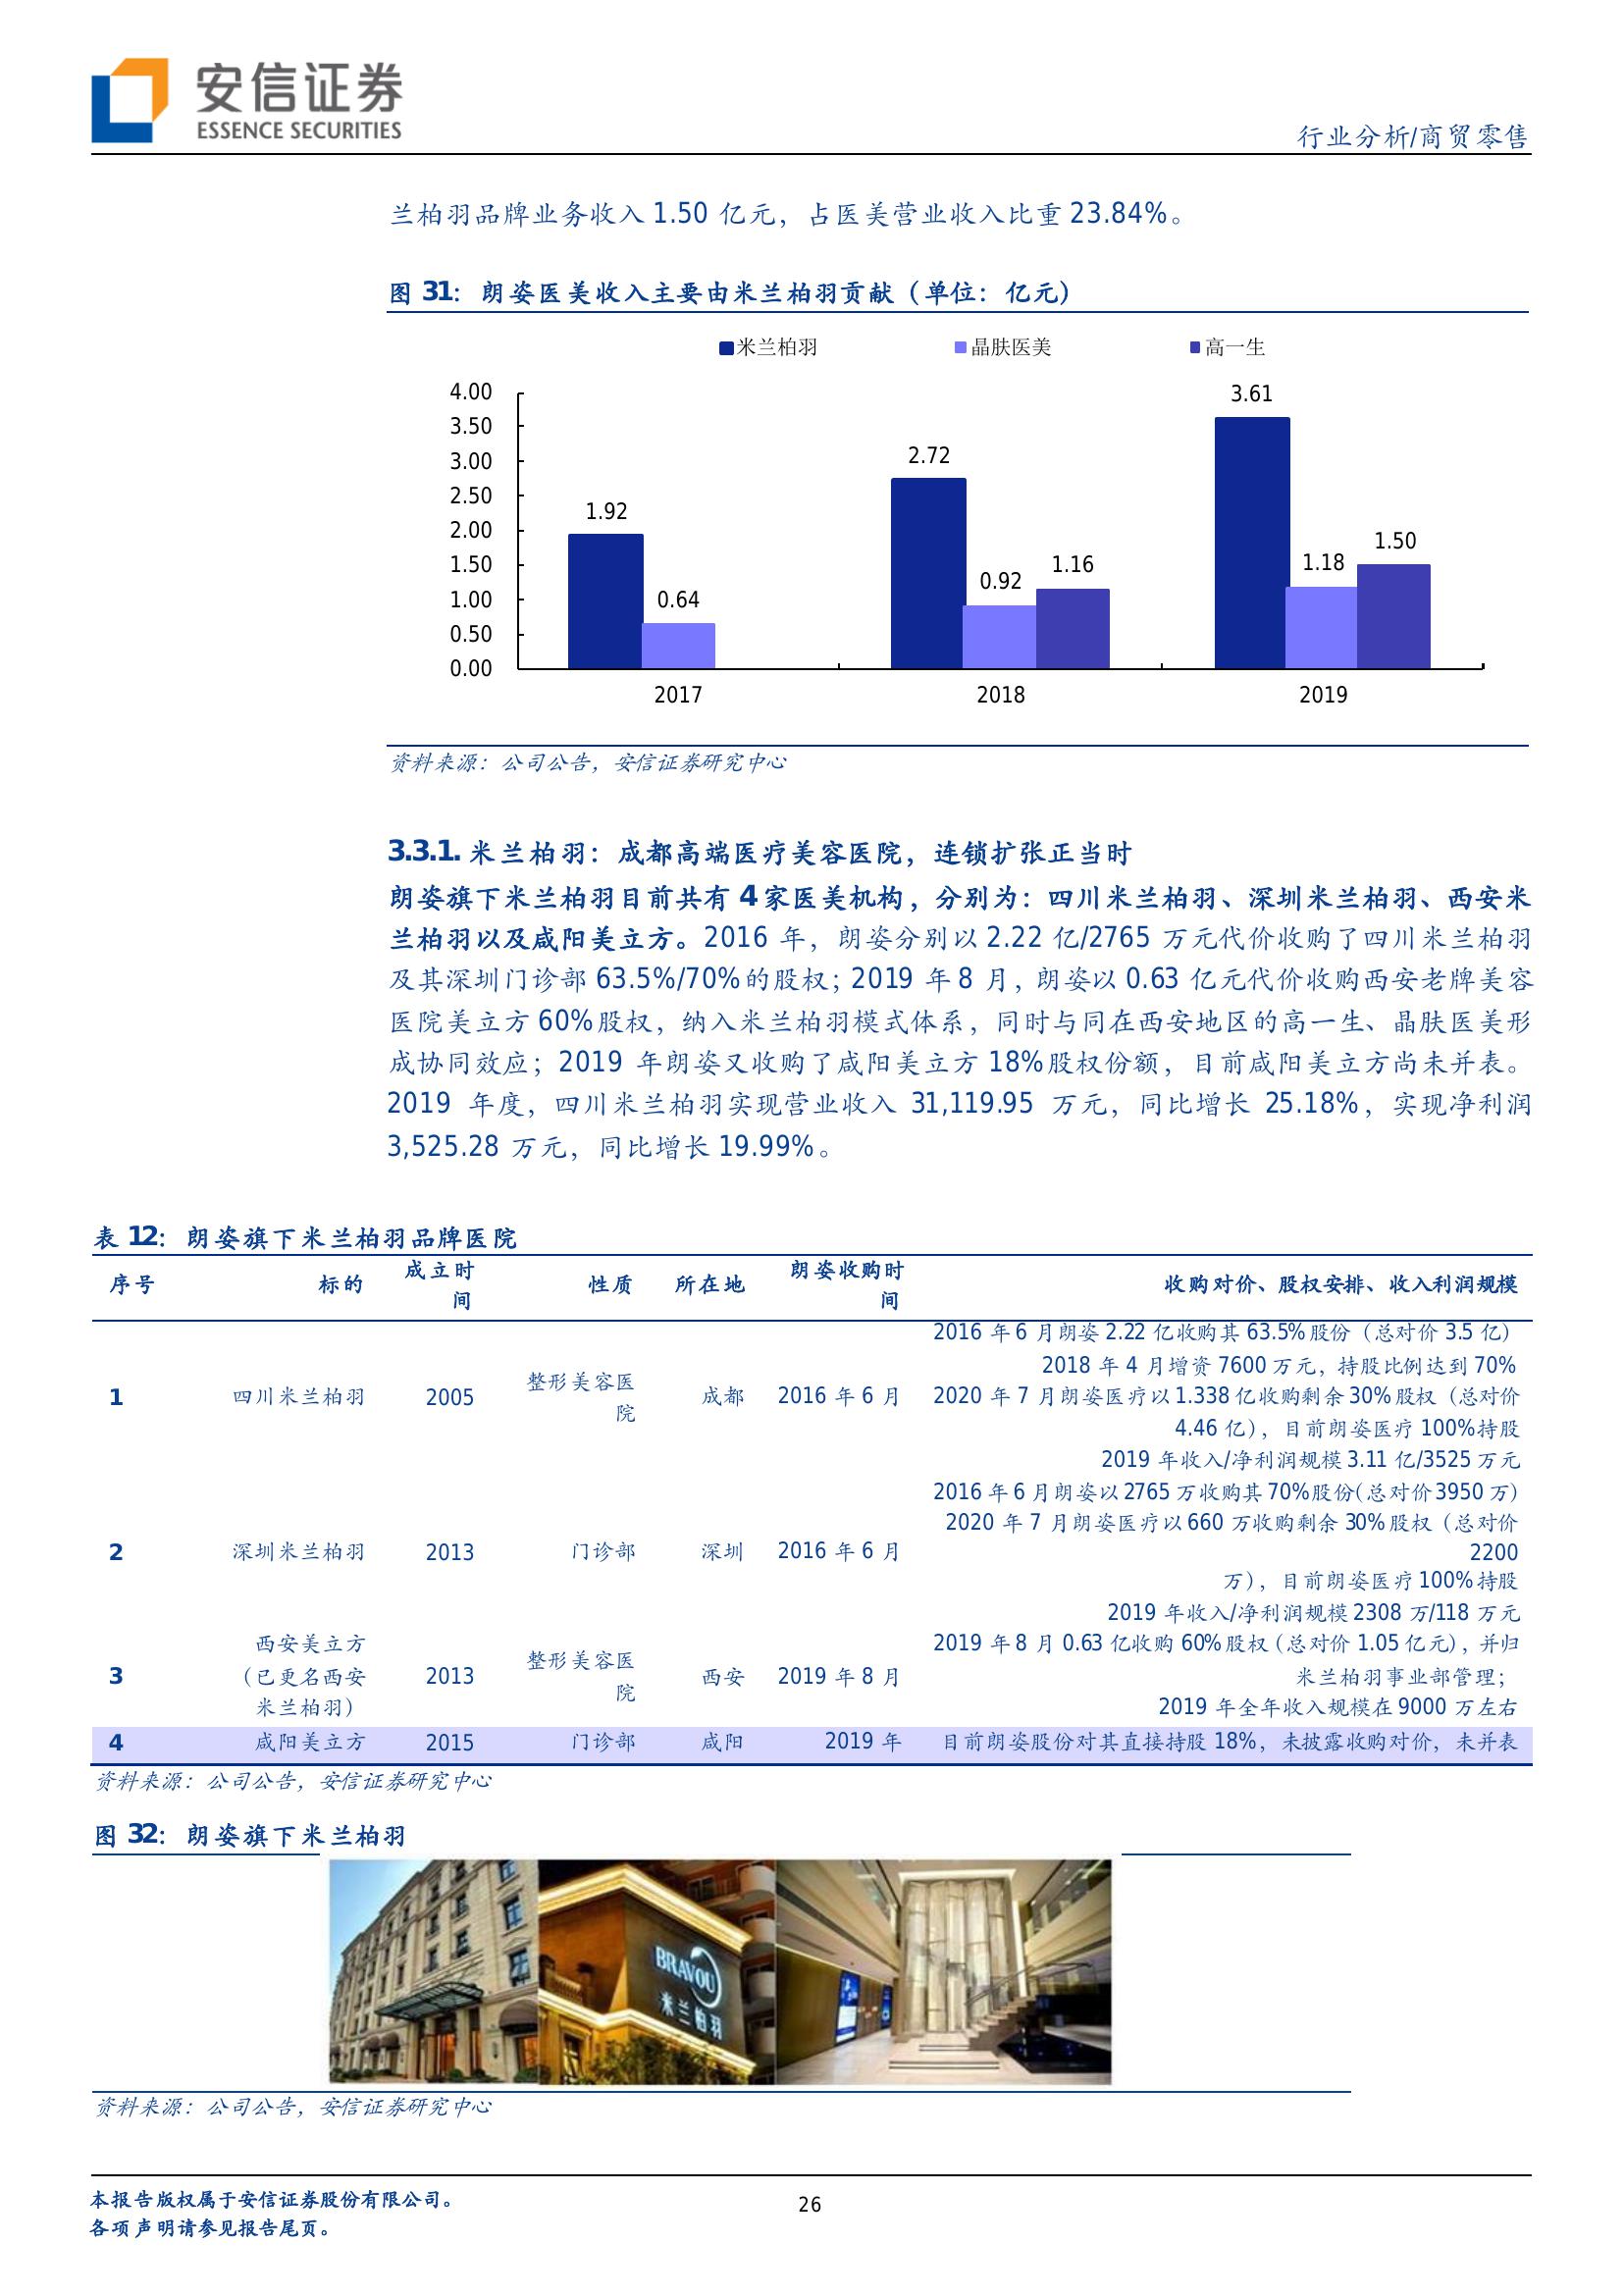 安信证券
ESSENCE SECURITIES
行业分析/商贸零售
兰柏羽品牌业务收入 1.50 亿元，占医美营业收入比重 23.84%。
图 31：朗姿医美收入主要由米兰柏羽贡献（单位：亿元）
米兰柏羽 晶肤医美 高一生
4.00
3.50
3.00
2.50
2.00
1.50
1.00
0.50
0.00
1.92
0.64
2.72
0.92
1.16
3.61
1.18
1.50
2017 2018 2019
资料来源：公司公告，安信证券研究中心
3.3.1. 米兰柏羽：成都高端医疗美容医院，连锁扩张正当时
朗姿旗下米兰柏羽目前共有 4 家医美机构，分别为：四川米兰柏羽、深圳米兰柏羽、西安米
兰柏羽以及咸阳美立方。2016 年，朗姿分别以 2.22 亿/2765 万元代价收购了四川米兰柏羽
及其深圳门诊部 63.5%/70%的股权；2019 年 8 月，朗姿以 0.63 亿元代价收购西安老牌美容
医院美立方 60%股权，纳入米兰柏羽模式体系，同时与同在西安地区的高一生、晶肤医美形
成协同效应；2019 年朗姿又收购了咸阳美立方 18%股权份额，目前咸阳美立方尚未并表。
2019 年度，四川米兰柏羽实现营业收入 31,119.95 万元，同比增长 25.18%，实现净利润
3,525.28 万元，同比增长 19.99%。
表 12：朗姿旗下米兰柏羽品牌医院
序号 标的 成立时间 性质 所在地 朗姿收购时间 收购对价、股权安排、收入利润规模
1 四川米兰柏羽 2005 整形美容医院 成都 2016 年 6 月
2016 年 6 月朗姿 2.22 亿收购其 63.5%股份（总对价 3.5 亿）
2018 年 4 月增资 7600 万元，持股比例达到 70%
2020 年 7 月朗姿医疗以 1.338 亿收购剩余 30%股权（总对价
4.46 亿），目前朗姿医疗 100%持股
2019 年收入/净利润规模 3.11 亿/3525 万元
2 深圳米兰柏羽 2013 门诊部 深圳 2016 年 6 月
2016 年 6 月朗姿以 2765 万收购其 70%股份(总对价 3950 万)
2020 年 7 月朗姿医疗以 660 万收购剩余 30%股权（总对价
2200
万），目前朗姿医疗 100%持股
2019 年收入/净利润规模 2308 万/118 万元
3 西安美立方（已更名西安米兰柏羽） 2013 整形美容医院 西安 2019 年 8 月
2019 年 8 月 0.63 亿收购 60%股权（总对价 1.05 亿元），并归
米兰柏羽事业部管理；
2019 年全年收入规模在 9000 万左右
4 咸阳美立方 2015 门诊部 咸阳 2019 年 目前朗姿股份对其直接持股 18%，未披露收购对价，未并表
资料来源：公司公告，安信证券研究中心
图 32：朗姿旗下米兰柏羽
BRAVOU
米兰柏羽
资料来源：公司公告，安信证券研究中心
本报告版权属于安信证券股份有限公司。
各项声明请参见报告尾页。
26